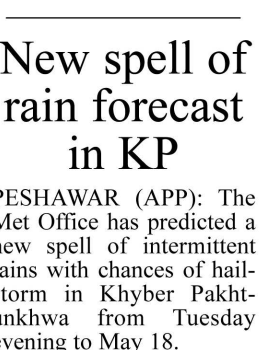 New spell of
rain forecast
in KP
PESHAWAR (APP): The
Met Office has predicted a
new spell of intermittent
rains with chances of hail-
storm in Khyber Pakht-
unkhwa from Tuesday
evening to May 18.